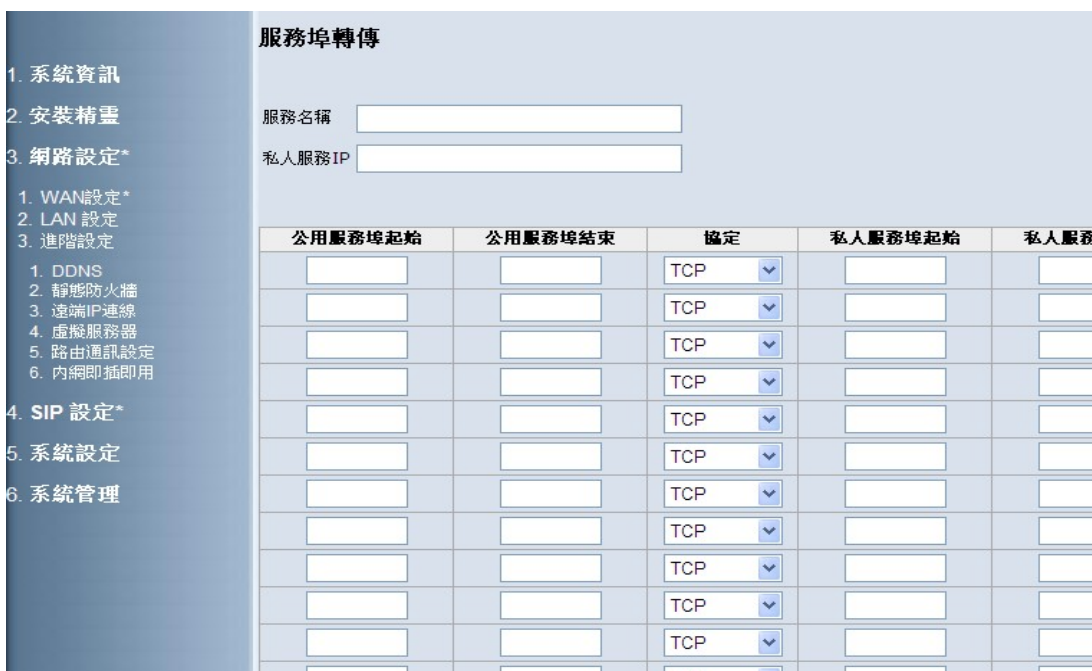 服務埠轉傳
1. 系統資訊
2. 安裝精靈
3. 網路設定*
1. WAN設定*
2. LAN 設定
3. 進階設定
1. DDNS
2. 靜態防火牆
3. 遠端IP連線
4. 虛擬服務器
5. 路由通訊設定
6. 內網即插即用
4. SIP 設定*
5. 系統設定
6. 系統管理
服務名稱
私人服務IP
公用服務埠起始 公用服務埠結束 協定 私人服務埠起始 私人服務
TCP
TCP
TCP
TCP
TCP
TCP
TCP
TCP
TCP
TCP
TCP